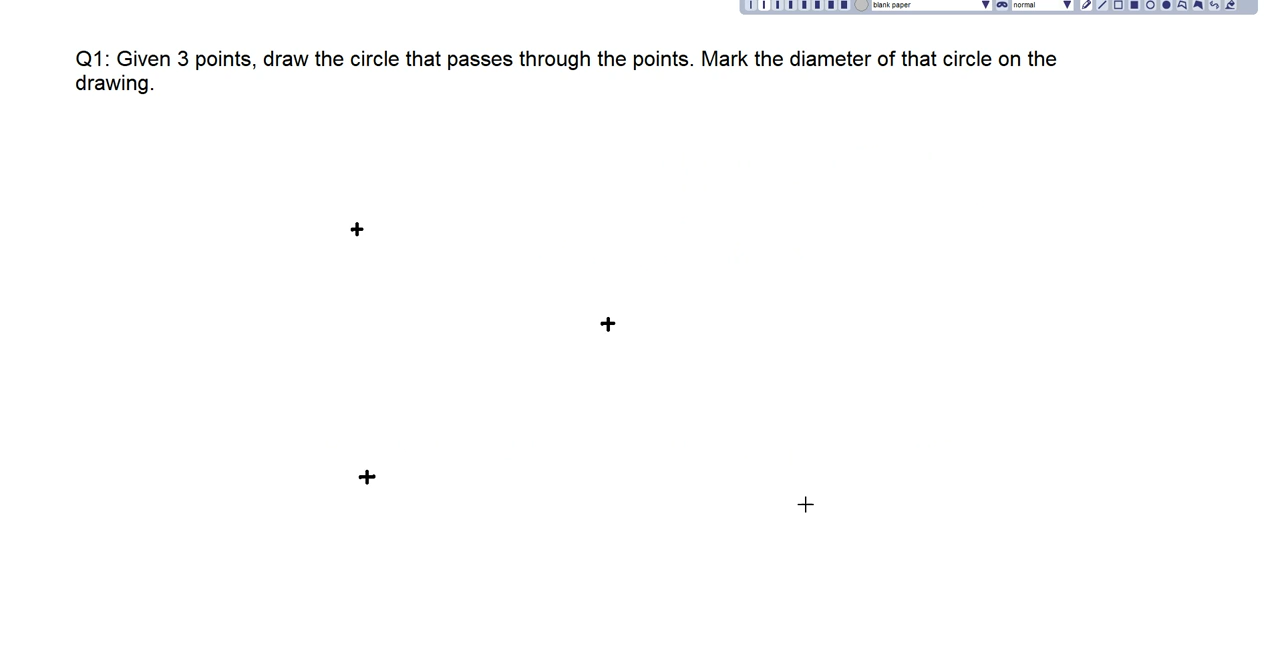 blank paper normal
Q1: Given 3 points, draw the circle that passes through the points. Mark the diameter of that circle on the
drawing.